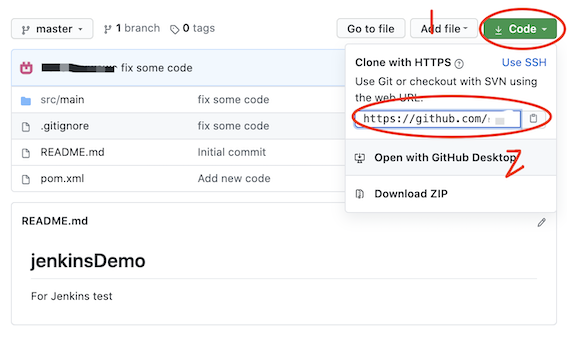 master 1 branch 0 tags Go to file Add file Code
1
fix some code
Clone with HTTPS Use SSH
Use Git or checkout with SVN using
the web URL.
https://github.com/
Open with GitHub Desktop
2
Download ZIP
src/main fix some code
.gitignore fix some code
README.md Initial commit
pom.xml Add new code
README.md
jenkinsDemo
For Jenkins test